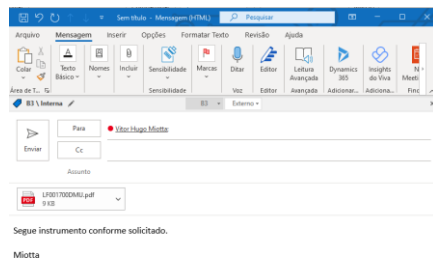 Sem título - Mensagem (HTML)
Pesquisar
Arquivo Mensagem Inserir Opções Formatar Texto Revisão Ajuda
Colar Texto Básico Nomes Incluir Sensibilidade Marcas Ditar Editor Leitura Avançada Dynamics 365 Insights do Viva
Área de T... Sensibilidade Voz Editor Avançada Adicionar... Adiciona...
B3 \ Interna B3 Externo
Enviar
Para Vitor Hugo Miotta;
Cc
Assunto
PDF LF001700DMU.pdf
9 KB
Segue instrumento conforme solicitado.
Miotta